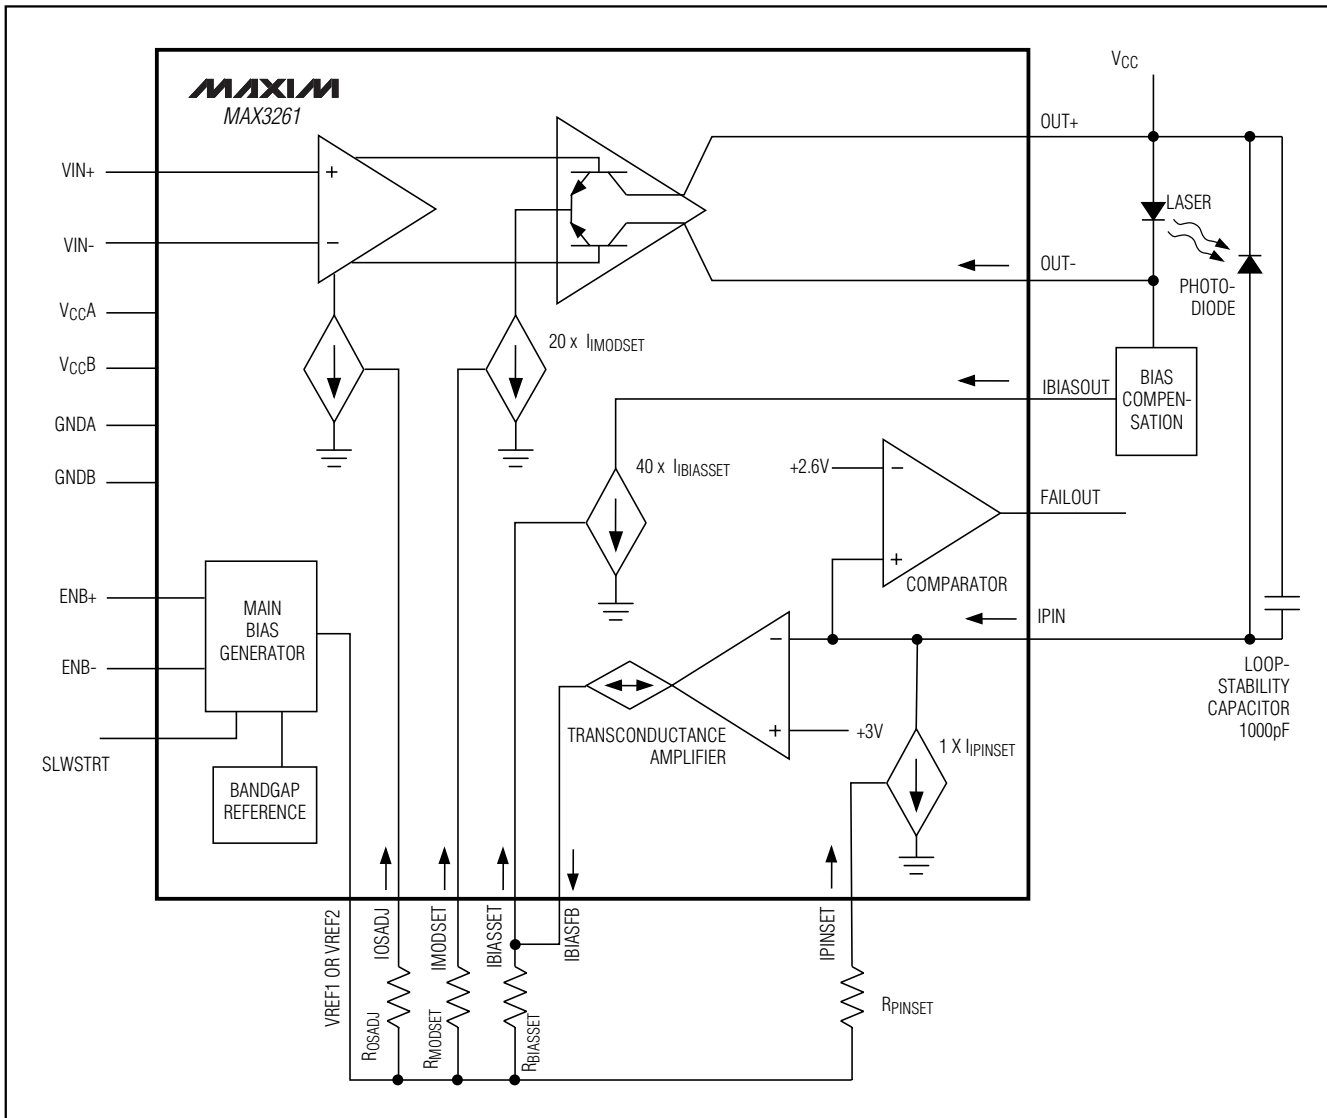 MAXIM
MAX3261
VCC
OUT+
VIN+
+
LASER
VIN-
−
OUT-
PHOTO-
DIODE
VCCA
20 x IIMODSET
VCCB
IBIASOUT
BIAS
COMPEN-
SATION
GNDA
GNDB
40 x IIBIASSET
+2.6V
−
FAILOUT
+
COMPARATOR
ENB+
MAIN
BIAS
GENERATOR
IPIN
−
ENB-
LOOP-
STABILITY
CAPACITOR
1000pF
TRANSCONDUCTANCE
AMPLIFIER
+
+3V
1 X IIPINSET
SLWSTRT
BANDGAP
REFERENCE
VREF1 OR VREF2
IOSADJ
IMODSET
IBIASSET
IBIASFB
IPINSET
ROSADJ
RMODSET
RBIASSET
RPINSET